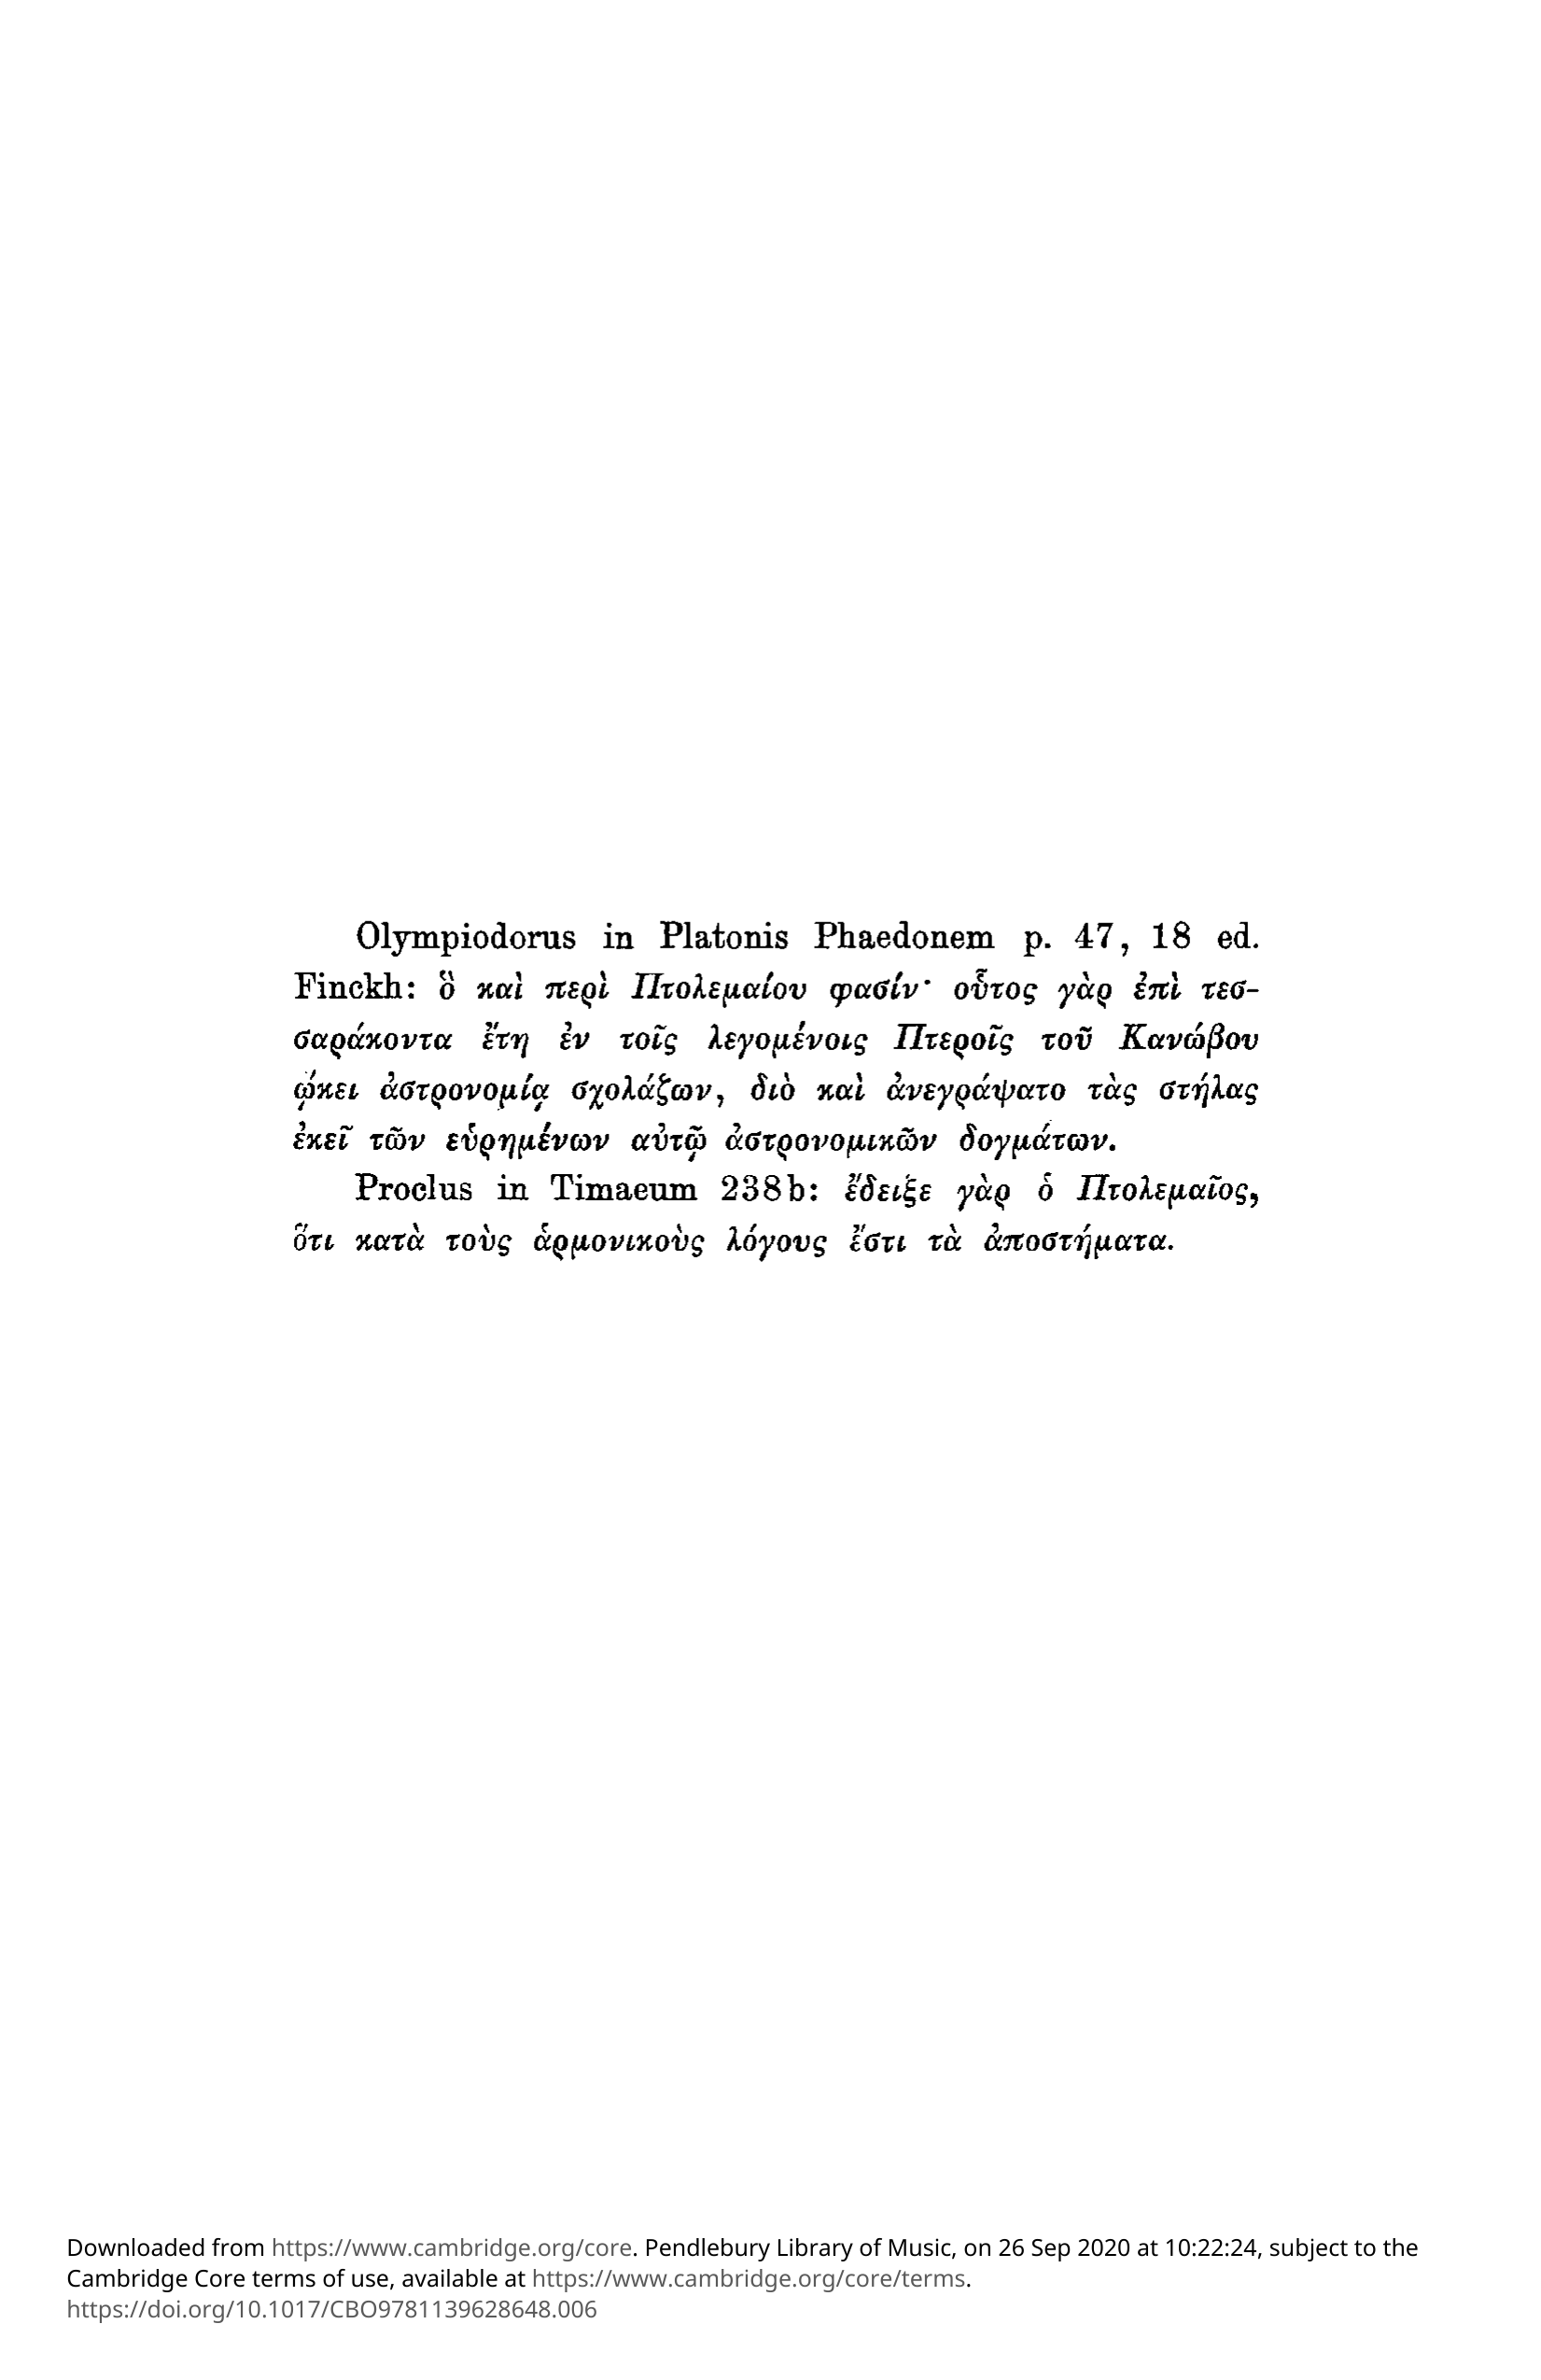 Olympiodorus in Platonis Phaedonem p. 47, 18 ed.
Finckh: ὃ καὶ περὶ Πτολεμαίου φασίν· οὗτος γὰρ ἐπὶ τεσ-
σαράκοντα ἔτη ἐν τοῖς λεγομένοις Πτεροῖς τοῦ Κανώβου
ᾤκει ἀστρονομίᾳ σχολάζων, διὸ καὶ ἀνεγράψατο τὰς στήλας
ἐκεῖ τῶν εὑρημένων αὐτῷ ἀστρονομικῶν δογμάτων.
Proclus in Timaeum 238b: ἔδειξε γὰρ ὁ Πτολεμαῖος,
ὅτι κατὰ τοὺς ἁρμονικοὺς λόγους ἔστι τὰ ἀποστήματα.
Downloaded from https://www.cambridge.org/core. Pendlebury Library of Music, on 26 Sep 2020 at 10:22:24, subject to the
Cambridge Core terms of use, available at https://www.cambridge.org/core/terms.
https://doi.org/10.1017/CBO9781139628648.006